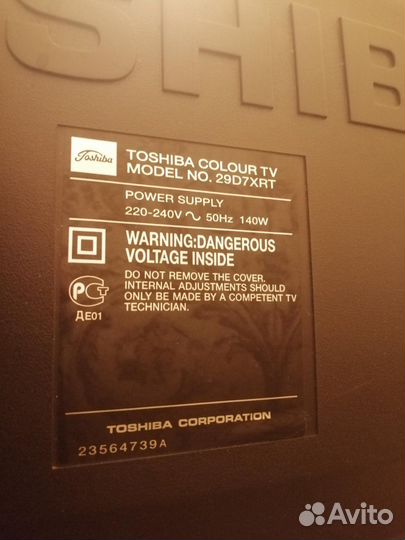 SHIB
Toshiba
TOSHIBA COLOUR TV
MODEL NO. 29D7XRT
POWER SUPPLY
220-240V ~ 50Hz 140W
WARNING:DANGEROUS
VOLTAGE INSIDE
DO NOT REMOVE THE COVER.
INTERNAL ADJUSTMENTS SHOULD
ONLY BE MADE BY A COMPETENT TV
TECHNICIAN.
РСТ
ДЕ01
TOSHIBA CORPORATION
23564739A
Avito